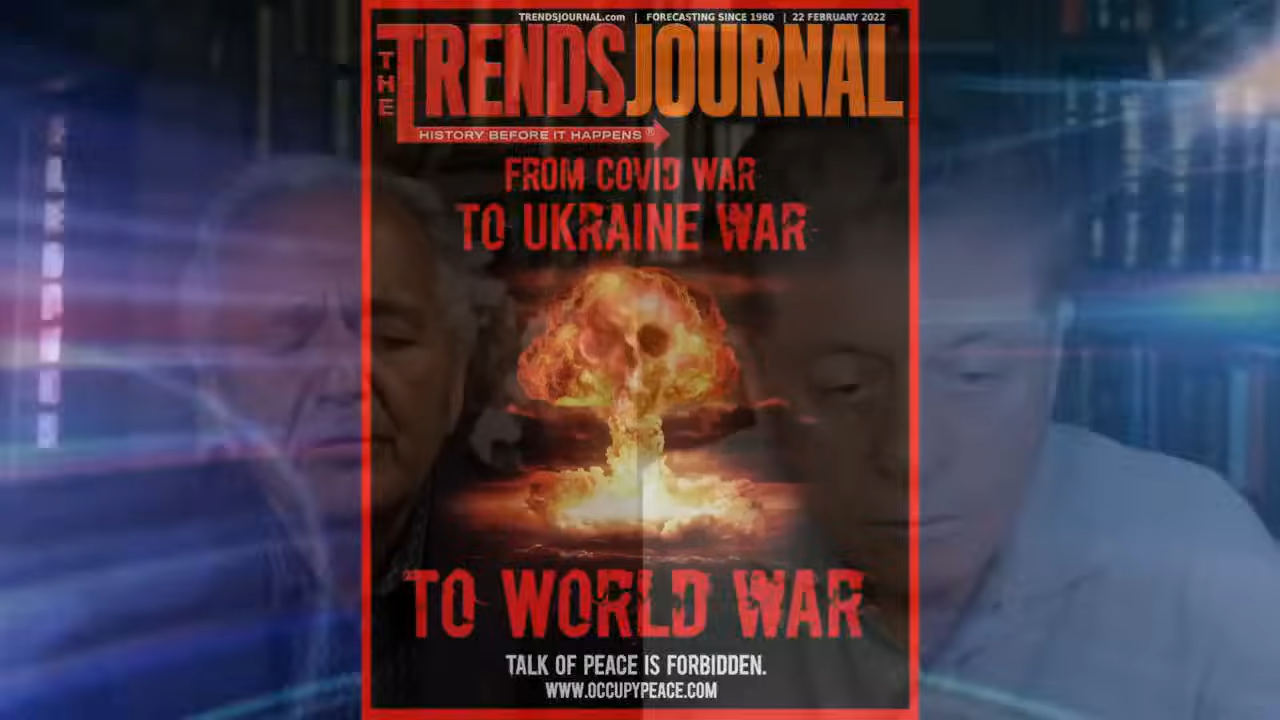 TRENDSJOURNAL.com | FORECASTING SINCE 1980 | 22 FEBRUARY 2022
THE
TRENDSJOURNAL
HISTORY BEFORE IT HAPPENS®
FROM COVID WAR
TO UKRAINE WAR
TO WORLD WAR
TALK OF PEACE IS FORBIDDEN.
WWW.OCCUPYPEACE.COM